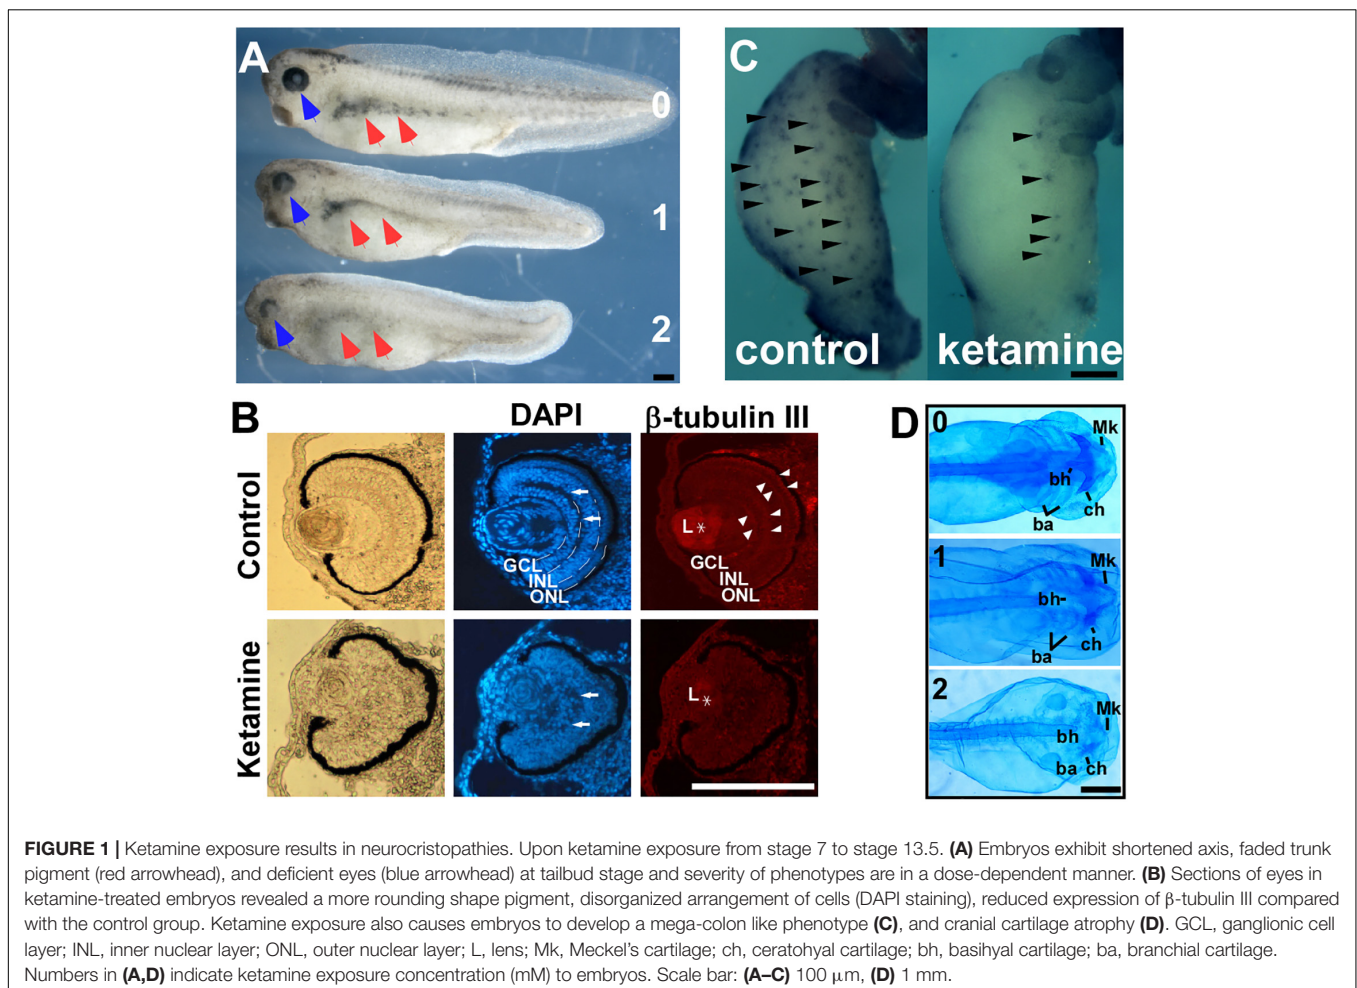 A
0
1
2
C
control
ketamine
B
DAPI
β-tubulin III
Control
GCL
INL
ONL
L
*
GCL
INL
ONL
Ketamine
L
*
D
0
Mk
bh
ch
ba
1
Mk
bh
ch
ba
2
Mk
bh
ba
ch
FIGURE 1 | Ketamine exposure results in neurocristopathies. Upon ketamine exposure from stage 7 to stage 13.5. (A) Embryos exhibit shortened axis, faded trunk
pigment (red arrowhead), and deficient eyes (blue arrowhead) at tailbud stage and severity of phenotypes are in a dose-dependent manner. (B) Sections of eyes in
ketamine-treated embryos revealed a more rounding shape pigment, disorganized arrangement of cells (DAPI staining), reduced expression of β-tubulin III compared
with the control group. Ketamine exposure also causes embryos to develop a mega-colon like phenotype (C), and cranial cartilage atrophy (D). GCL, ganglionic cell
layer; INL, inner nuclear layer; ONL, outer nuclear layer; L, lens; Mk, Meckel's cartilage; ch, ceratohyal cartilage; bh, basihyal cartilage; ba, branchial cartilage.
Numbers in (A,D) indicate ketamine exposure concentration (mM) to embryos. Scale bar: (A–C) 100 μm, (D) 1 mm.